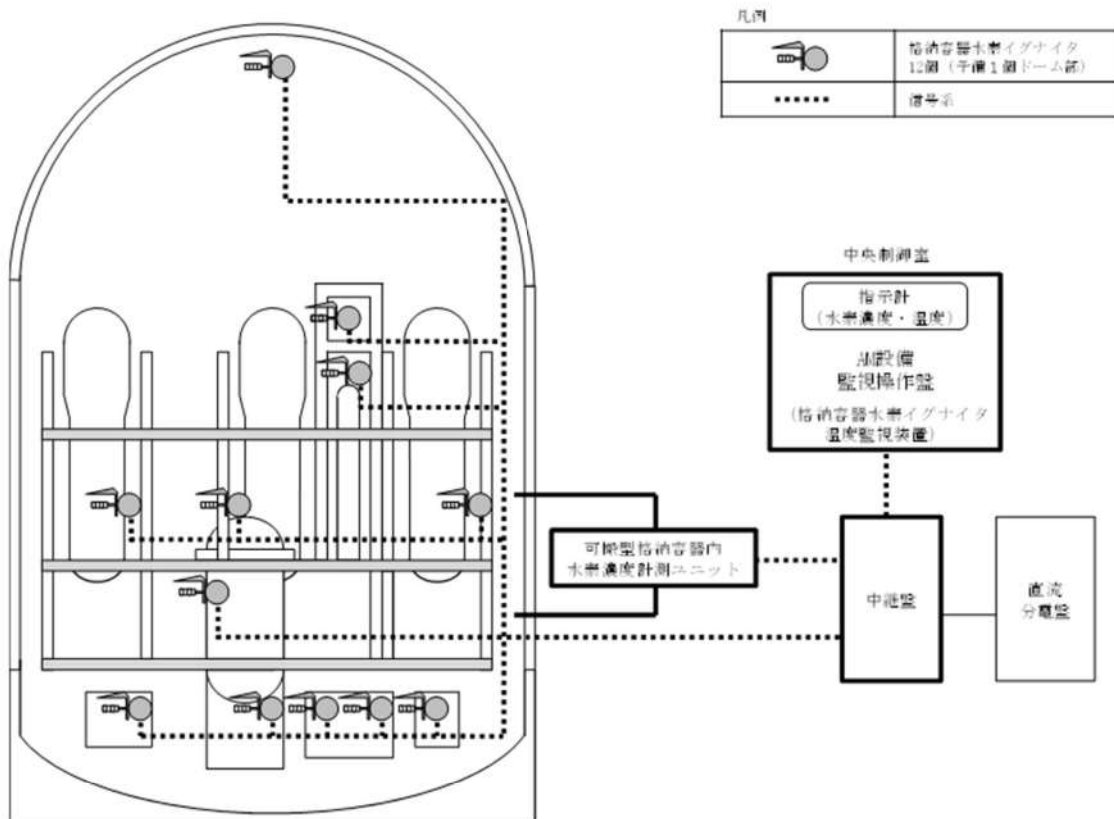 凡例
格納容器水素イグナイタ
12個（予備１個ドーム部）
信号系
中央制御室
指示計
（水素濃度・温度）
AM設備
監視操作盤
（格納容器水素イグナイタ
温度監視装置）
可搬型格納容器内
水素濃度計測ユニット
中継盤
直流
分電盤